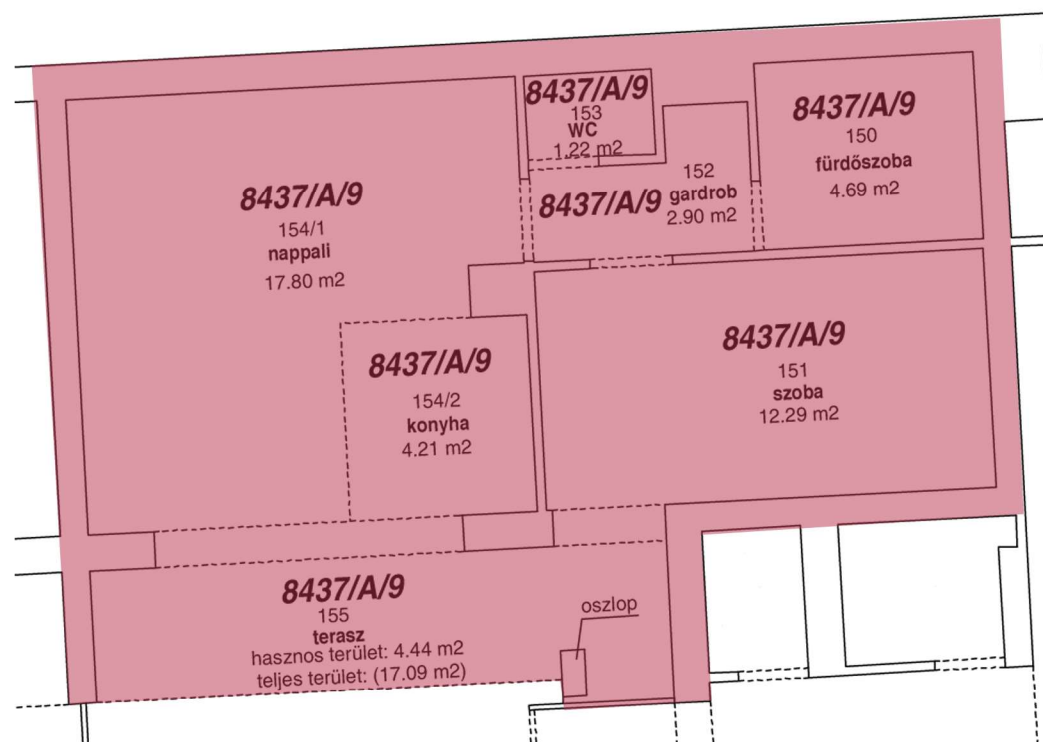 8437/A/9
153
WC
1.22 m2
8437/A/9
150
fürdőszoba
4.69 m2
8437/A/9
154/1
nappali
17.80 m2
152
gardrob
8437/A/9
2.90 m2
8437/A/9
154/2
konyha
4.21 m2
8437/A/9
151
szoba
12.29 m2
8437/A/9
155
terasz
hasznos terület: 4.44 m2
teljes terület: (17.09 m2)
oszlop